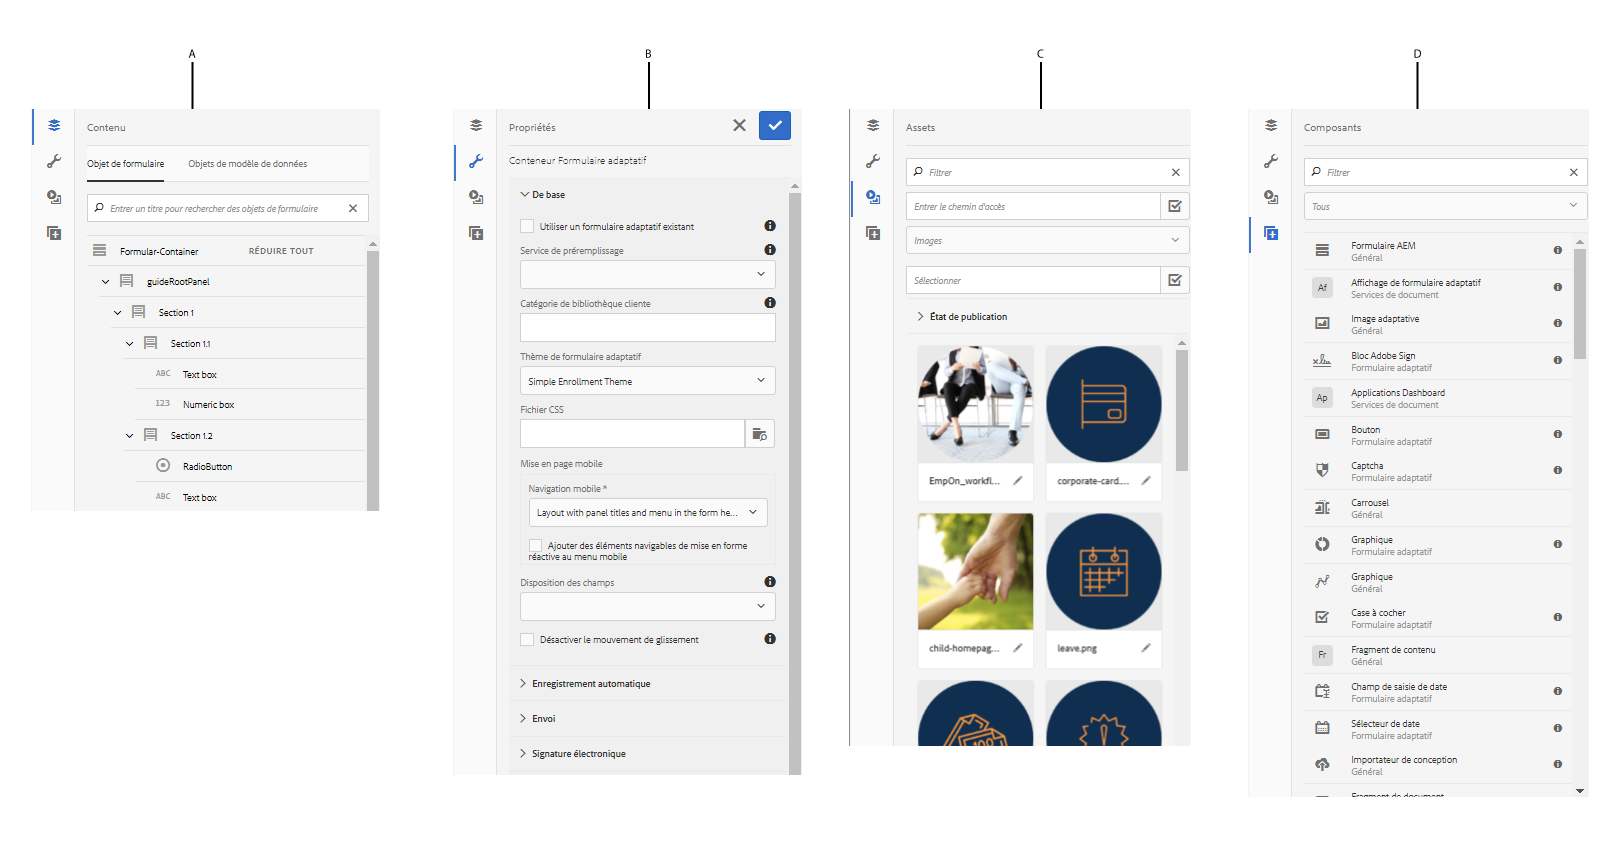 A
B
C
D
Contenu
Objet de formulaire
Objets de modèle de données
Entrer un titre pour rechercher des objets de formulaire
Formular-Container
RÉDUIRE TOUT
guideRootPanel
Section 1
Section 1.1
ABC Text box
123 Numeric box
Section 1.2
RadioButton
ABC Text box
Propriétés
Conteneur Formulaire adaptatif
De base
Utiliser un formulaire adaptatif existant
Service de préremplissage
Catégorie de bibliothèque cliente
Thème de formulaire adaptatif
Simple Enrollment Theme
Fichier CSS
Mise en page mobile
Navigation mobile *
Layout with panel titles and menu in the form he...
Ajouter des éléments navigables de mise en forme
réactive au menu mobile
Disposition des champs
Désactiver le mouvement de glissement
Enregistrement automatique
Envoi
Signature électronique
Assets
Filtrer
Entrer le chemin d'accès
Images
Sélectionner
État de publication
EmpOn_workfl...
corporate-card....
child-homepag...
leave.png
Composants
Filtrer
Tous
Formulaire AEM
Général
Af
Affichage de formulaire adaptatif
Services de document
Image adaptative
Général
Bloc Adobe Sign
Formulaire adaptatif
Ap
Applications Dashboard
Services de document
Bouton
Formulaire adaptatif
Captcha
Formulaire adaptatif
Carrousel
Général
Graphique
Formulaire adaptatif
Graphique
Général
Case à cocher
Formulaire adaptatif
Fr
Fragment de contenu
Général
Champ de saisie de date
Formulaire adaptatif
Sélecteur de date
Formulaire adaptatif
Importateur de conception
Général
Fragment de document